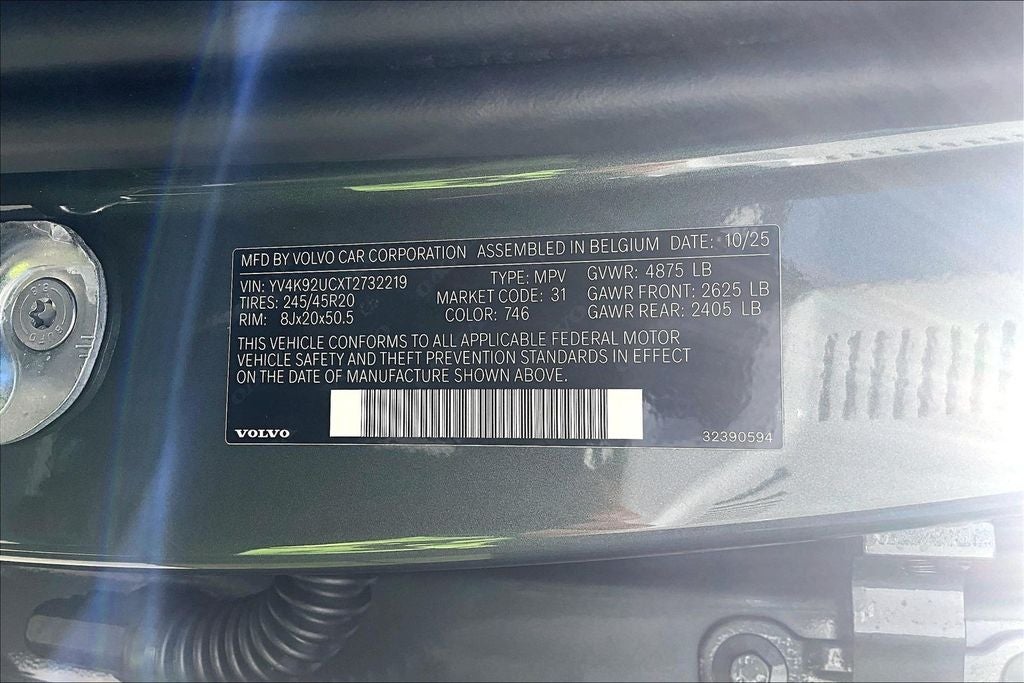 MFD BY VOLVO CAR CORPORATION ASSEMBLED IN BELGIUM DATE: 10/25
VIN: YV4K92UCXT2732219 TYPE: MPV GVWR: 4875 LB
TIRES: 245/45R20 MARKET CODE: 31 GAWR FRONT: 2625 LB
RIM: 8Jx20x50.5 COLOR: 746 GAWR REAR: 2405 LB
THIS VEHICLE CONFORMS TO ALL APPLICABLE FEDERAL MOTOR
VEHICLE SAFETY AND THEFT PREVENTION STANDARDS IN EFFECT
ON THE DATE OF MANUFACTURE SHOWN ABOVE.
VOLVO 32390594